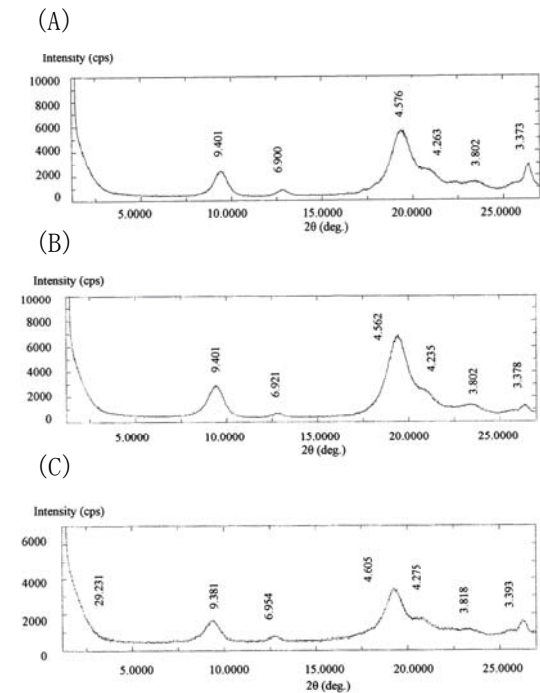 (A)
Intensity (cps)
10000
8000
6000
4000
2000
0
9.401
6.900
4.576
4.263
3.802
3.373
5.0000 10.0000 15.0000 20.0000 25.0000
2θ (deg.)
(B)
Intensity (cps)
10000
8000
6000
4000
2000
0
9.401
6.921
4.562
4.235
3.802
3.378
5.0000 10.0000 15.0000 20.0000 25.0000
2θ (deg.)
(C)
Intensity (cps)
6000
4000
2000
0
29.231
9.381
6.954
4.605
4.275
3.818
3.393
5.0000 10.0000 15.0000 20.0000 25.0000
2θ (deg.)